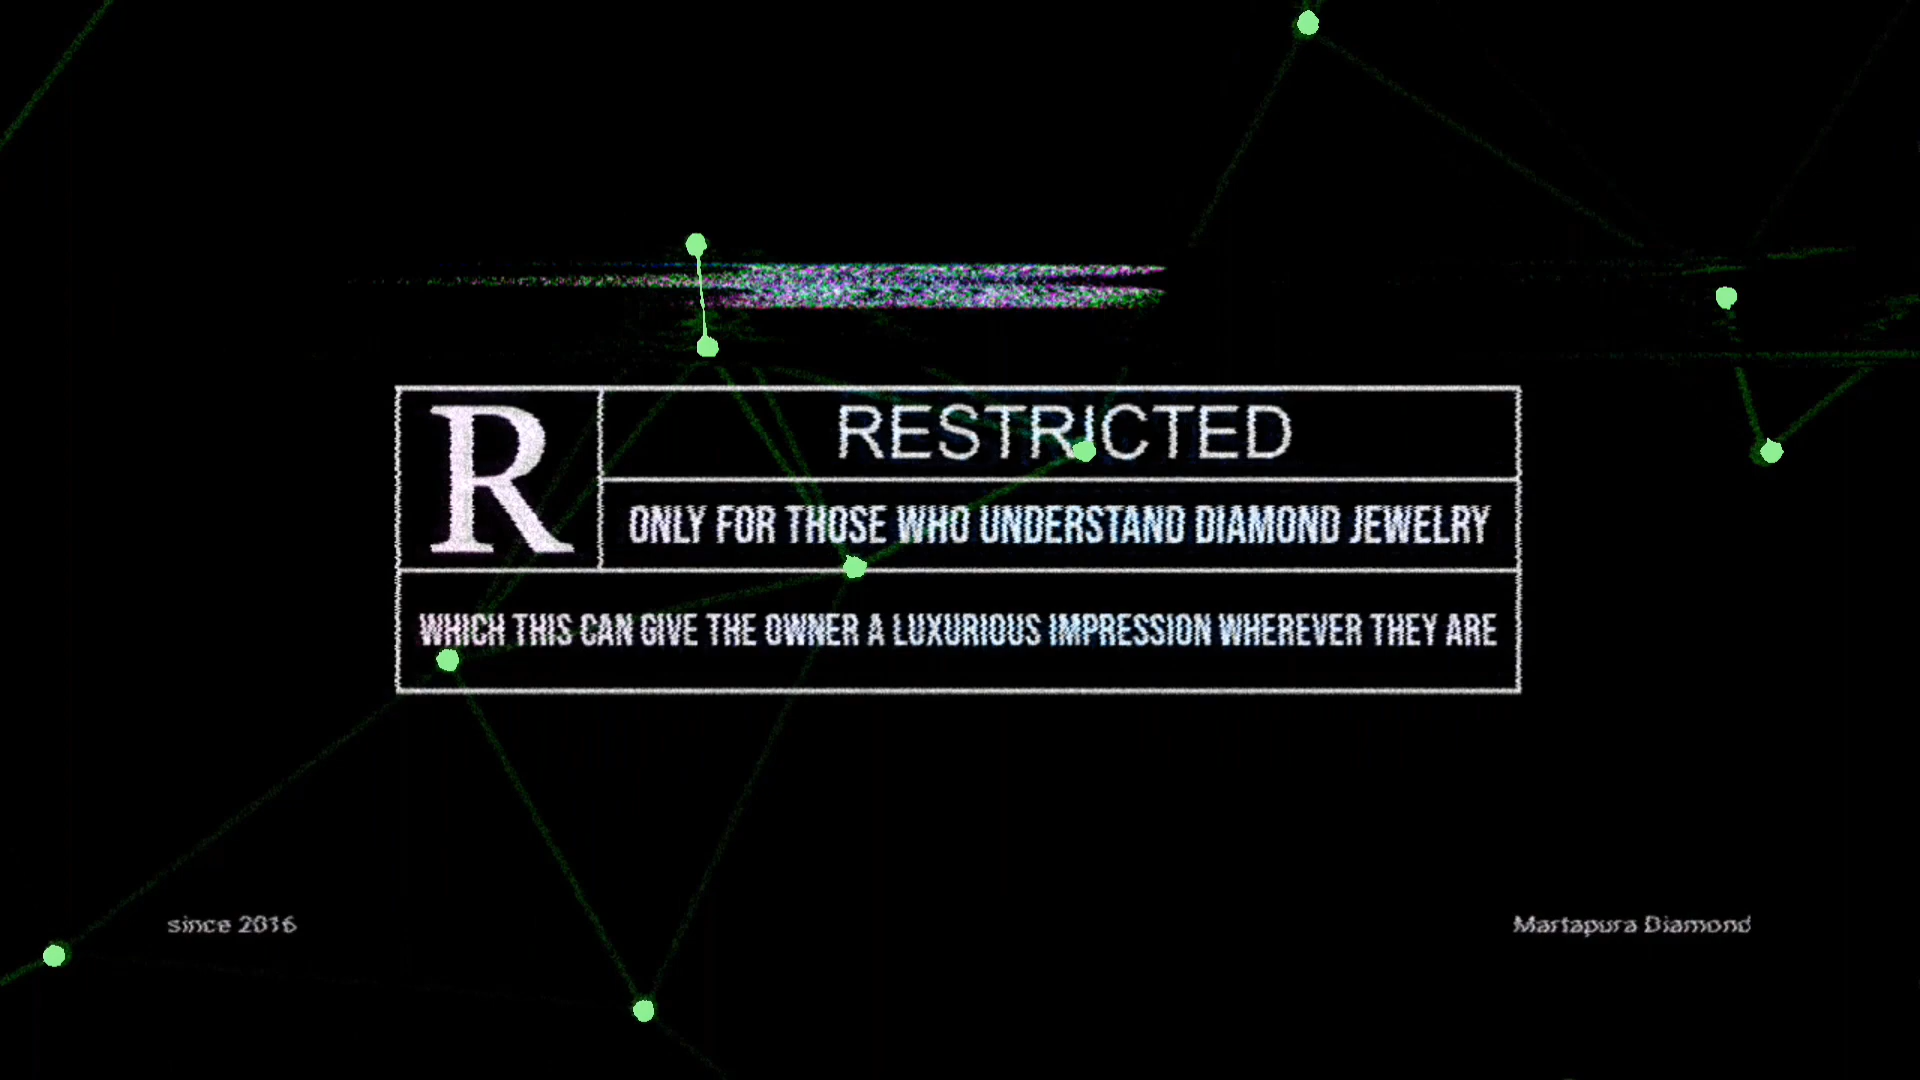 R
RESTRICTED
ONLY FOR THOSE WHO UNDERSTAND DIAMOND JEWELRY
WHICH THIS CAN GIVE THE OWNER A LUXURIOUS IMPRESSION WHEREVER THEY ARE
since 2016
Martapura Diamond